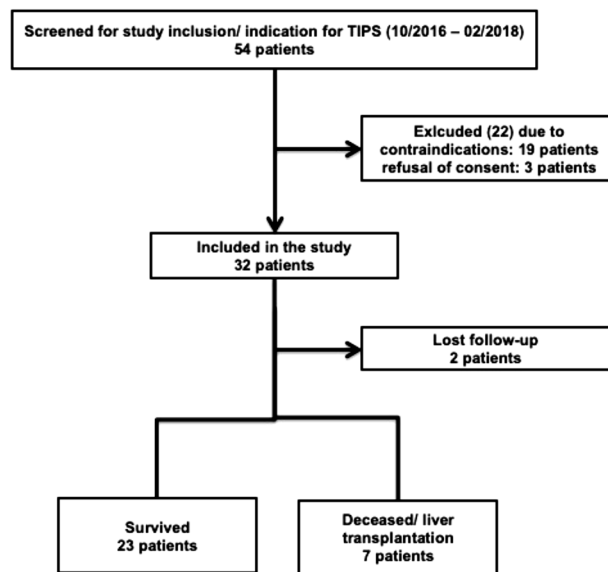 Screened for study inclusion/ indication for TIPS (10/2016 – 02/2018)
54 patients
Exlcuded (22) due to
contraindications: 19 patients
refusal of consent: 3 patients
Included in the study
32 patients
Lost follow-up
2 patients
Survived
23 patients
Deceased/ liver
transplantation
7 patients